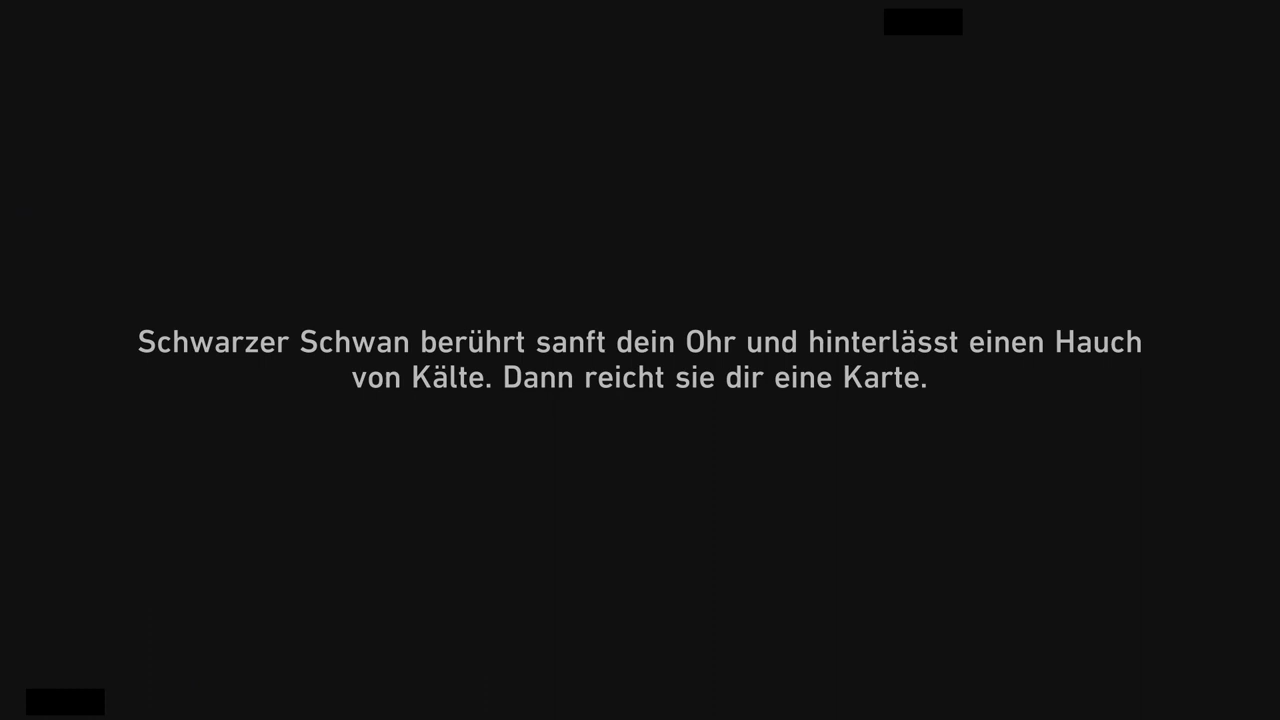 Schwarzer Schwan berührt sanft dein Ohr und hinterlässt einen Hauch
von Kälte. Dann reicht sie dir eine Karte.